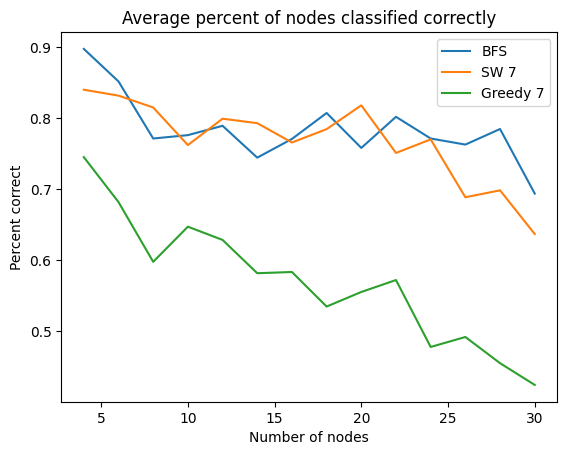 Average percent of nodes classified correctly
BFS
SW 7
Greedy 7
Percent correct
0.9
0.8
0.7
0.6
0.5
5
10
15
20
25
30
Number of nodes